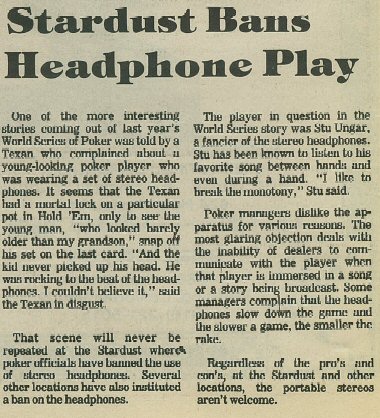 Stardust Bans
Headphone Play
One of the more interesting
stories coming out of last year's
World Series of Poker was told by a
Texan who complained about a
young-looking poker player who
was wearing a set of stereo head-
phones. It seems that the Texan
had a mortal lock on a particular
pot in Hold 'Em, only to see the
young man, "who looked barely
older than my grandson," snap off
his set on the last card. "And the
kid never picked up his head. He
was rocking to the beat of the head-
phones. I couldn't believe it," said
the Texan in disgust.
That scene will never be
repeated at the Stardust where
poker officials have banned the use
of stereo headphones. Several
other locations have also instituted
a ban on the headphones.
The player in question in the
World Series story was Stu Ungar,
a fancier of the stereo headphones.
Stu has been known to listen to his
favorite song between hands and
even during a hand. "I like to
break the monotony," Stu said.
Poker managers dislike the ap-
paratus for various reasons. The
most glaring objection deals with
the inability of dealers to com-
municate with the player when
that player is immersed in a song
or a story being broadcast. Some
managers complain that the head-
phones slow down the game and
the slower a game, the smaller the
rake.
Regardless of the pro's and
con's, at the Stardust and other
locations, the portable stereos
aren't welcome.